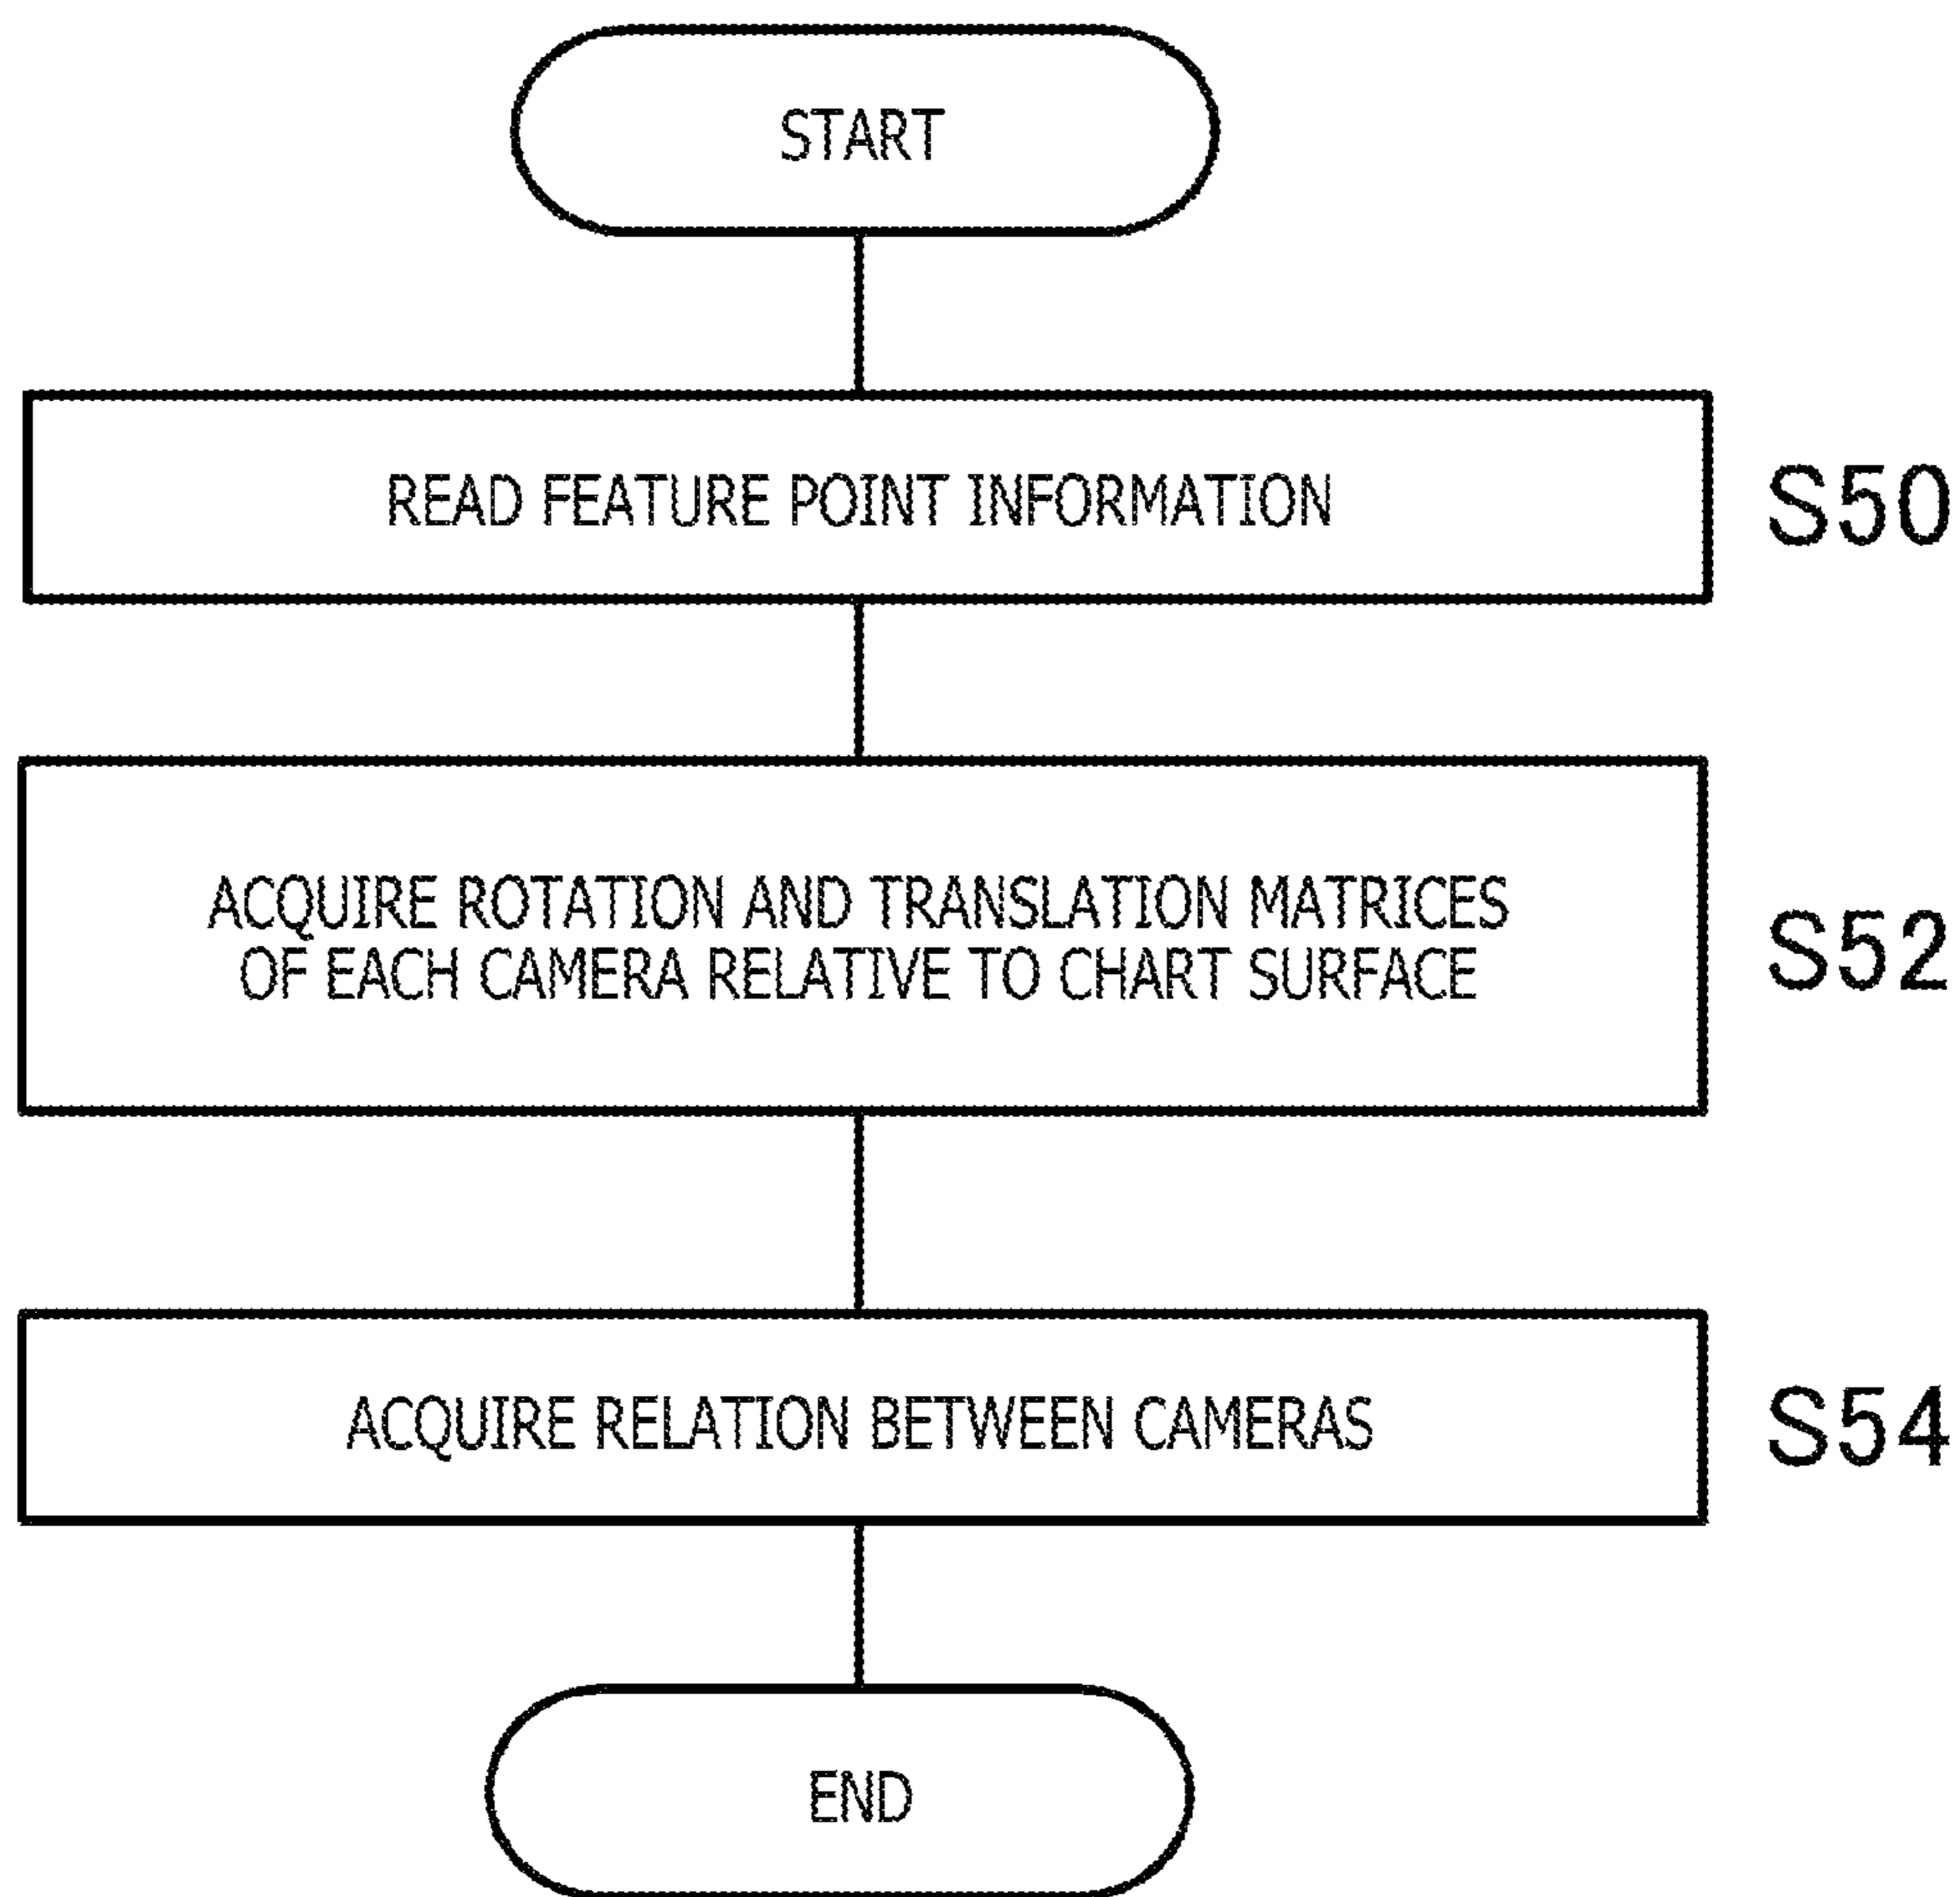 START
READ FEATURE POINT INFORMATION
S50
ACQUIRE ROTATION AND TRANSLATION MATRICES
OF EACH CAMERA RELATIVE TO CHART SURFACE
S52
ACQUIRE RELATION BETWEEN CAMERAS
S54
END